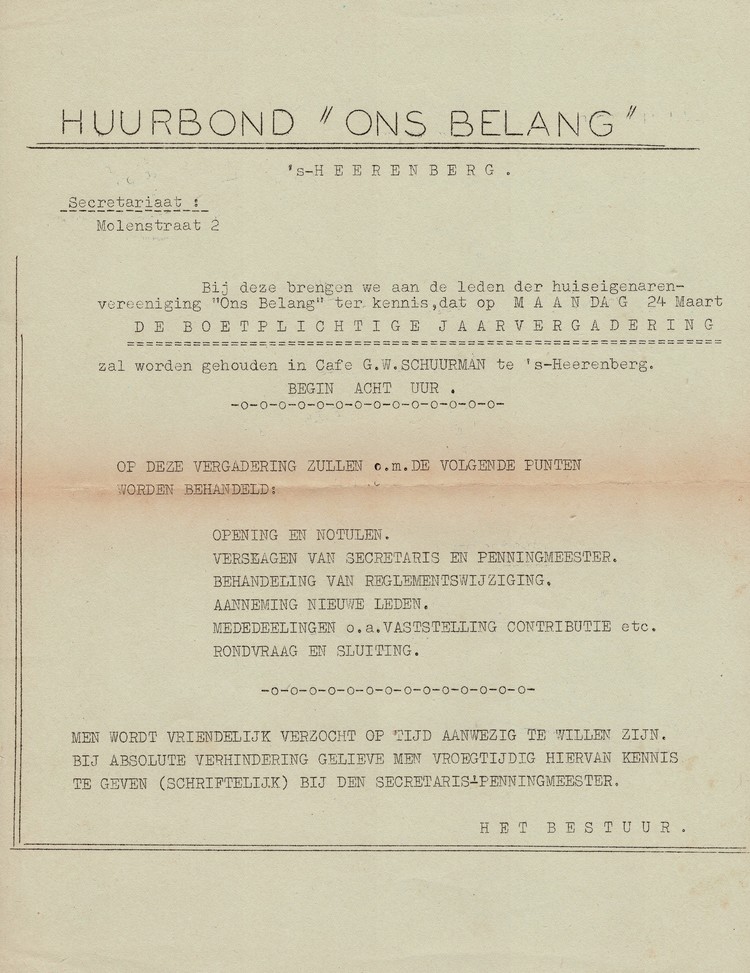 HUURBOND "ONS BELANG"
's-H E E R E N B E R G .
Secretariaat :
Molenstraat 2
Bij deze brengen we aan de leden der huiseigenaren-
vereeniging "Ons Belang" ter kennis,dat op M A A N D A G 24 Maart
D E B O E T P L I C H T I G E J A A R V E R G A D E R I N G
zal worden gehouden in Cafe G.W.SCHUURMAN te 's-Heerenberg.
BEGIN ACHT UUR .
-o-o-o-o-o-o-o-o-o-o-o-o-o-o-
OP DEZE VERGADERING ZULLEN o.m.DE VOLGENDE PUNTEN
WORDEN BEHANDELD:
OPENING EN NOTULEN.
VERSLAGEN VAN SECRETARIS EN PENNINGMEESTER.
BEHANDELING VAN REGLEMENTSWIJZIGING.
AANNEMING NIEUWE LEDEN.
MEDEDEELINGEN o.a.VASTSTELLING CONTRIBUTIE etc.
RONDVRAAG EN SLUITING.
-o-o-o-o-o-o-o-o-o-o-o-o-o-o-
MEN WORDT VRIENDELIJK VERZOCHT OP TIJD AANWEZIG TE WILLEN ZIJN.
BIJ ABSOLUTE VERHINDERING GELIEVE MEN VROEGTIJDIG HIERVAN KENNIS
TE GEVEN (SCHRIFTELIJK) BIJ DEN SECRETARIS-PENNINGMEESTER.
H E T B E S T U U R .